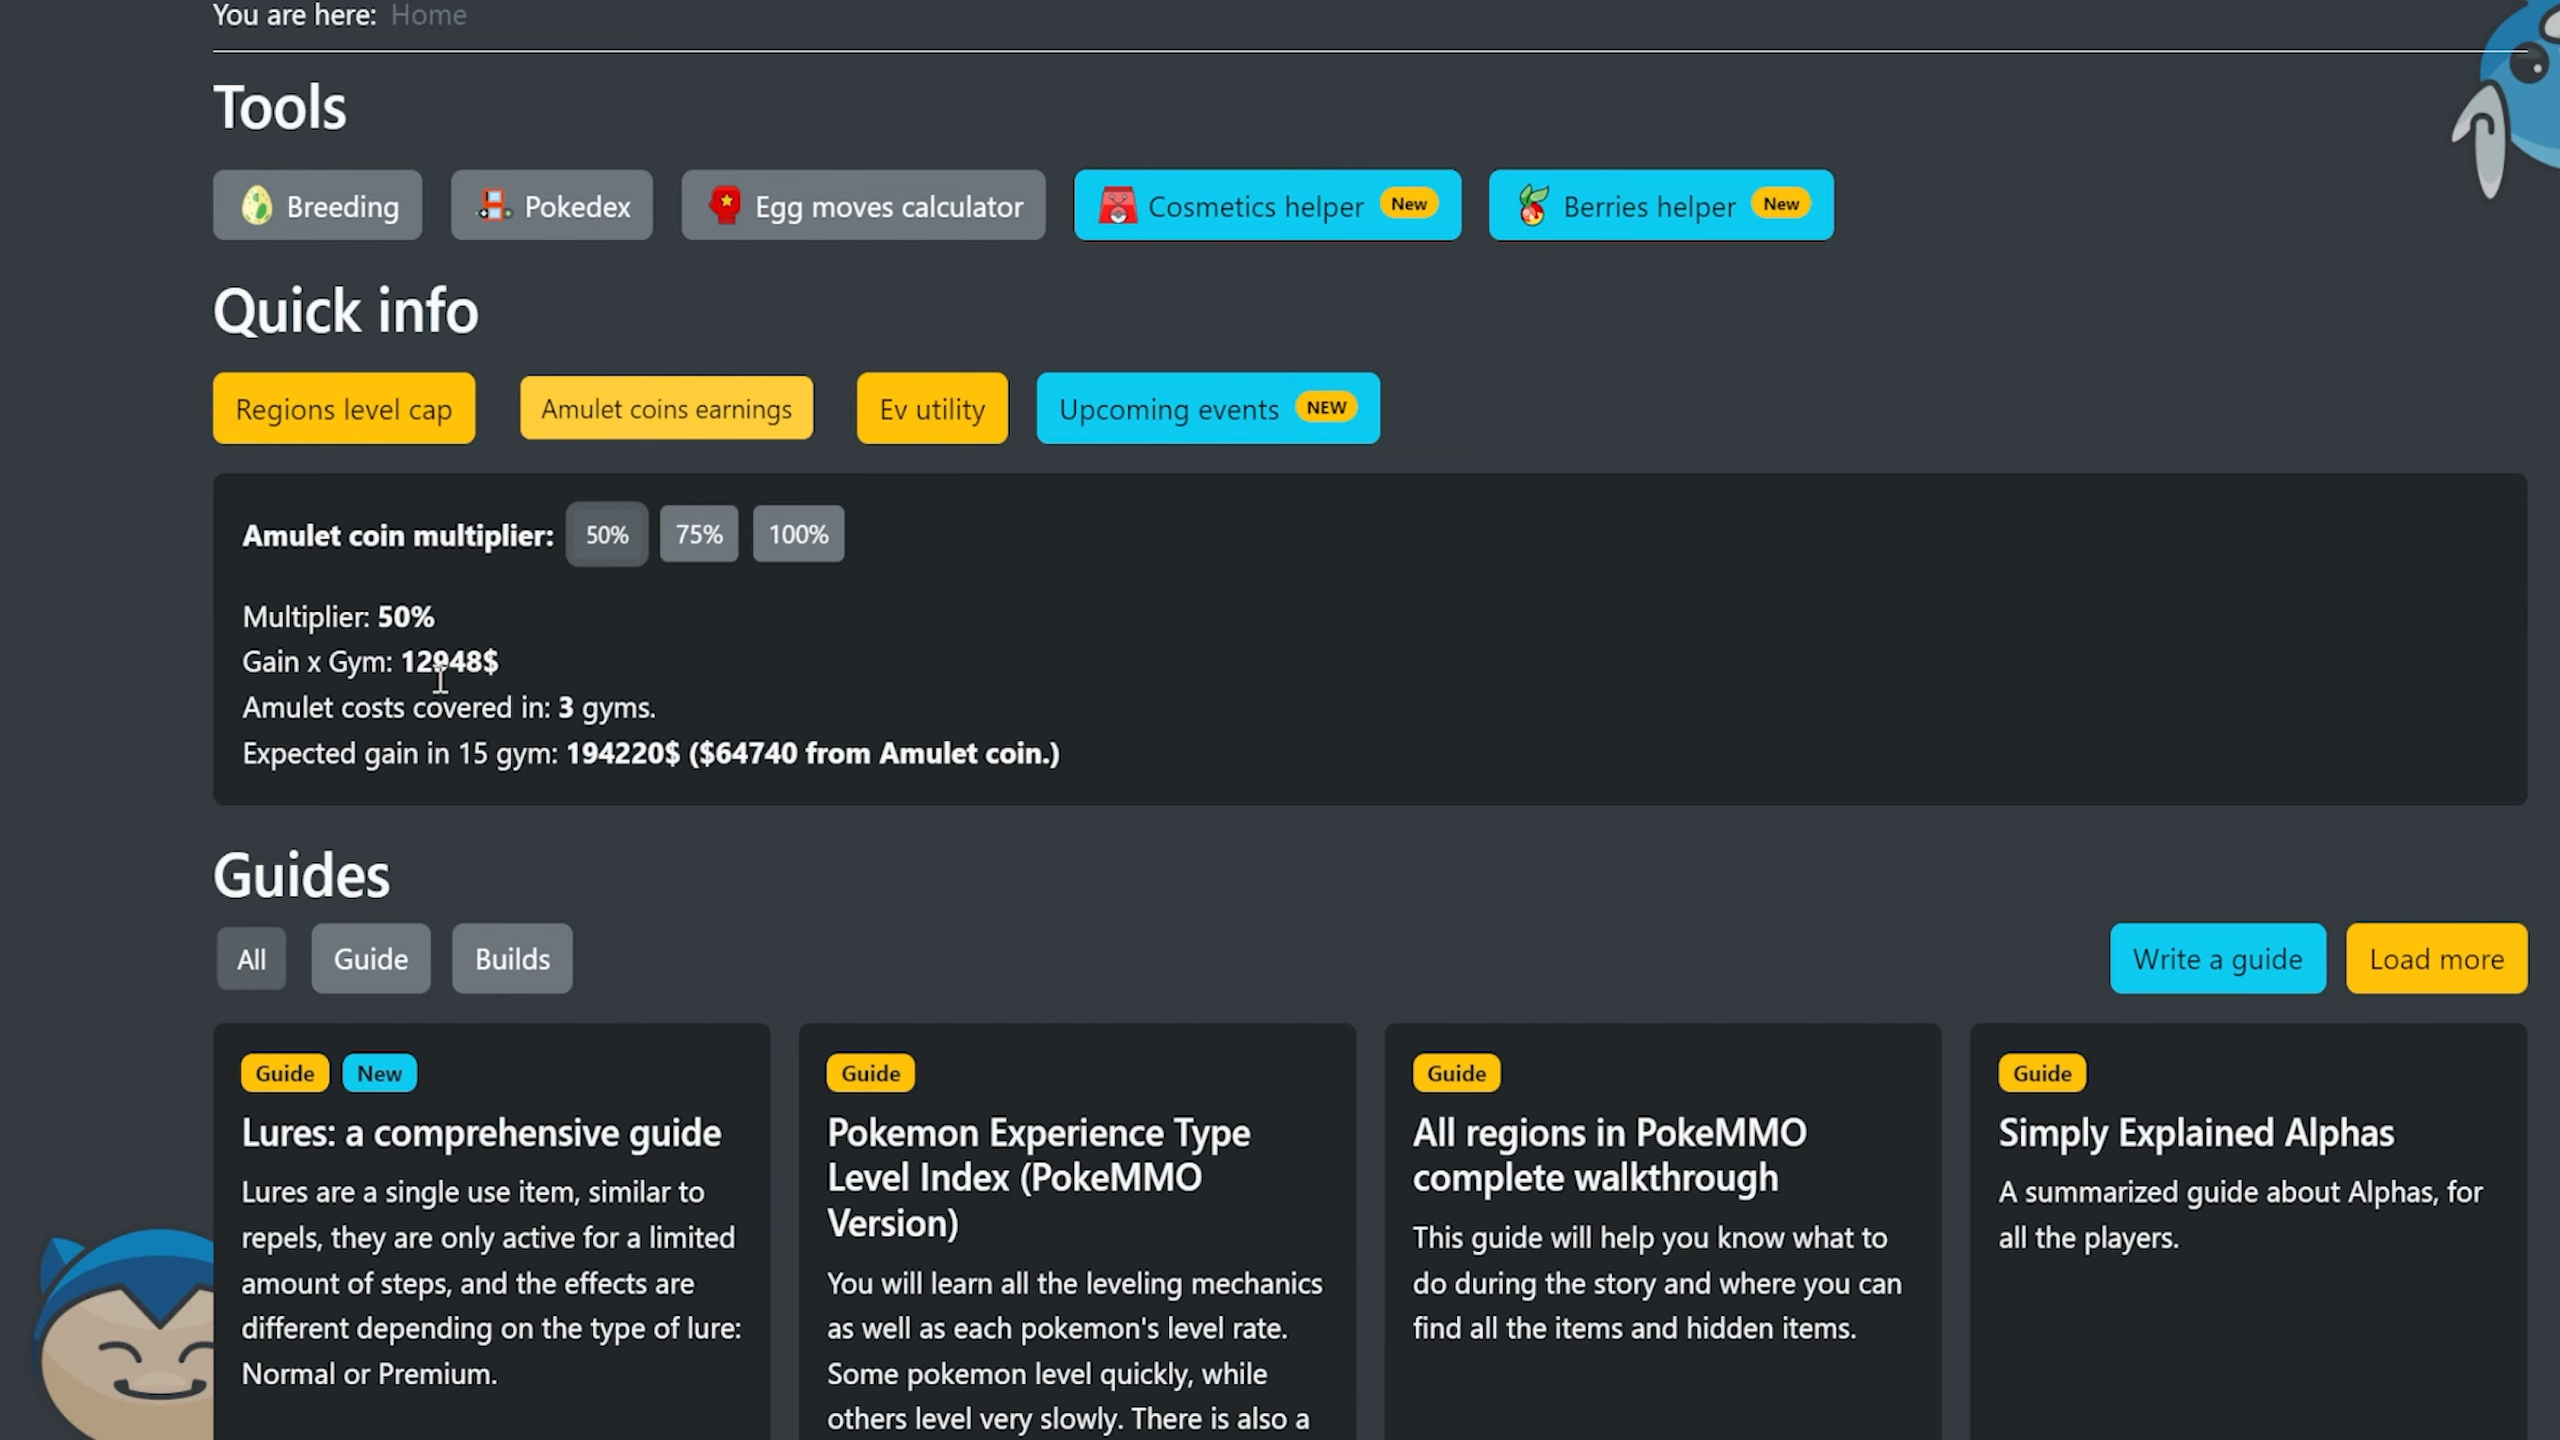 You are here: Home
Tools
Breeding Pokedex Egg moves calculator Cosmetics helper New Berries helper New
Quick info
Regions level cap Amulet coins earnings Ev utility Upcoming events NEW
Amulet coin multiplier: 50% 75% 100%
Multiplier: 50%
Gain x Gym: 12948$
Amulet costs covered in: 3 gyms.
Expected gain in 15 gym: 194220$ ($64740 from Amulet coin.)
Guides
All Guide Builds Write a guide Load more
Guide New
Lures: a comprehensive guide
Lures are a single use item, similar to
repels, they are only active for a limited
amount of steps, and the effects are
different depending on the type of lure:
Normal or Premium.
Guide
Pokemon Experience Type
Level Index (PokeMMO
Version)
You will learn all the leveling mechanics
as well as each pokemon's level rate.
Some pokemon level quickly, while
others level very slowly. There is also a
Guide
All regions in PokeMMO
complete walkthrough
This guide will help you know what to
do during the story and where you can
find all the items and hidden items.
Guide
Simply Explained Alphas
A summarized guide about Alphas, for
all the players.